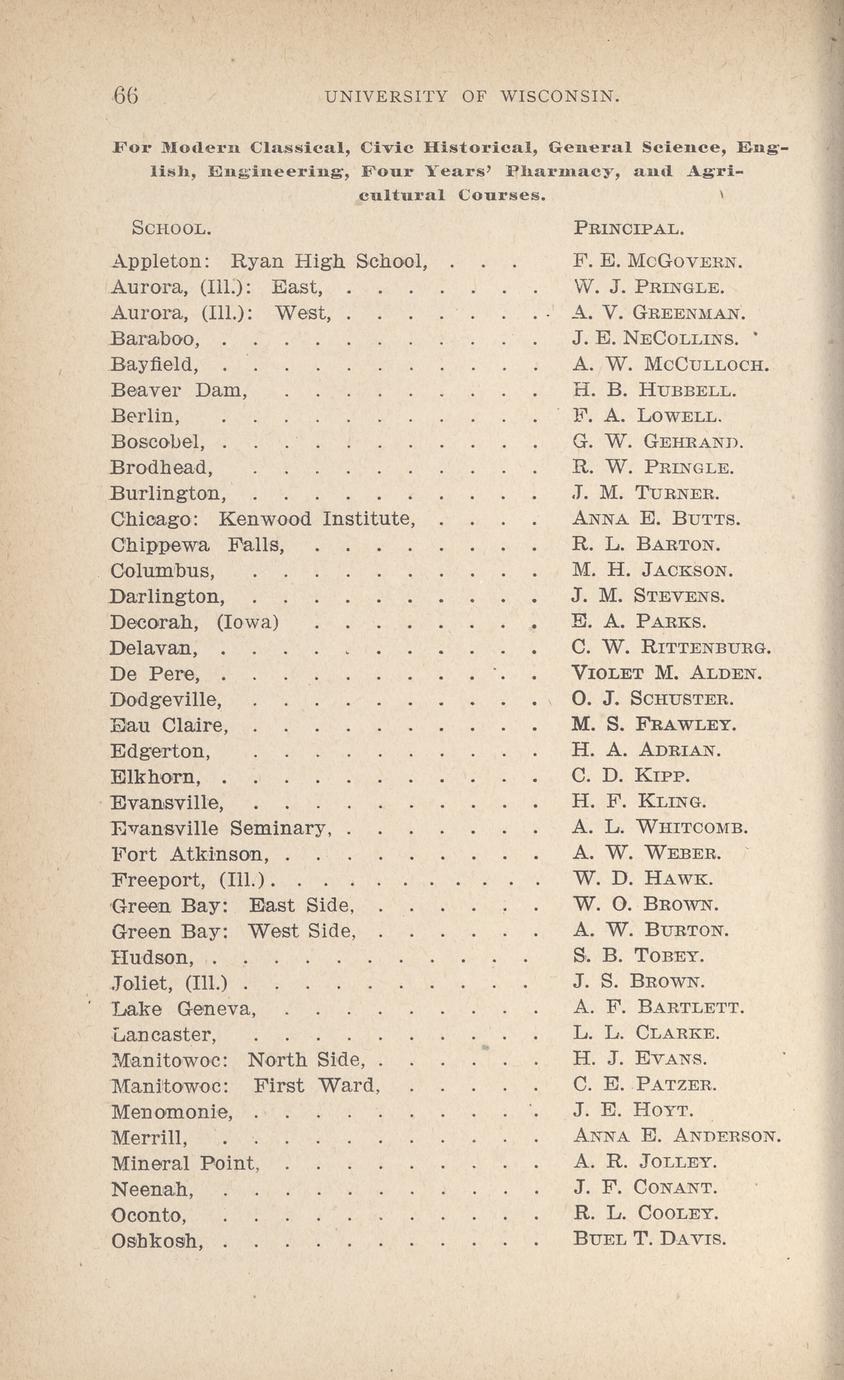 66 UNIVERSITY OF WISCONSIN.
For Modern Classical, Civic Historical, General Science, Eng-
lish, Engineering, Four Years' Pharmacy, and Agri-
cultural Courses.
SCHOOL. PRINCIPAL.
Appleton: Ryan High School, . . . F. E. MCGOVERN.
Aurora, (Ill.): East, . . . . . . . W. J. PRINGLE.
Aurora, (Ill.): West, . . . . . . . A. V. GREENMAN.
Baraboo, . . . . . . . . . . . J. E. NECOLLINS.
Bayfield, . . . . . . . . . . . A. W. MCCULLOCH.
Beaver Dam, . . . . . . . . . H. B. HUBBELL.
Berlin, . . . . . . . . . . . F. A. LOWELL.
Boscobel, . . . . . . . . . . . G. W. GEHRAND.
Brodhead, . . . . . . . . . . R. W. PRINGLE.
Burlington, . . . . . . . . . . J. M. TURNER.
Chicago: Kenwood Institute, . . . . ANNA E. BUTTS.
Chippewa Falls, . . . . . . . . R. L. BARTON.
Columbus, . . . . . . . . . . M. H. JACKSON.
Darlington, . . . . . . . . . . J. M. STEVENS.
Decorah, (Iowa) . . . . . . . . E. A. PARKS.
Delavan, . . . . . . . . . . . C. W. RITTENBURG.
De Pere, . . . . . . . . . . . VIOLET M. ALDEN.
Dodgeville, . . . . . . . . . . O. J. SCHUSTER.
Eau Claire, . . . . . . . . . . M. S. FRAWLEY.
Edgerton, . . . . . . . . . . H. A. ADRIAN.
Elkhorn, . . . . . . . . . . . C. D. KIPP.
Evansville, . . . . . . . . . . H. F. KLING.
Evansville Seminary, . . . . . . . A. L. WHITCOMB.
Fort Atkinson, . . . . . . . . . A. W. WEBER.
Freeport, (Ill.) . . . . . . . . . . W. D. HAWK.
Green Bay: East Side, . . . . . . W. O. BROWN.
Green Bay: West Side, . . . . . . A. W. BURTON.
Hudson, . . . . . . . . . . . S. B. TOBEY.
Joliet, (Ill.) . . . . . . . . . . J. S. BROWN.
Lake Geneva, . . . . . . . . . A. F. BARTLETT.
Lancaster, . . . . . . . . . . L. L. CLARKE.
Manitowoc: North Side, . . . . . . H. J. EVANS.
Manitowoc: First Ward, . . . . . C. E. PATZER.
Menomonie, . . . . . . . . . . J. E. HOYT.
Merrill, . . . . . . . . . . . ANNA E. ANDERSON.
Mineral Point, . . . . . . . . . A. R. JOLLEY.
Neenah, . . . . . . . . . . . J. F. CONANT.
Oconto, . . . . . . . . . . . R. L. COOLEY.
Oshkosh, . . . . . . . . . . . BUEL T. DAVIS.